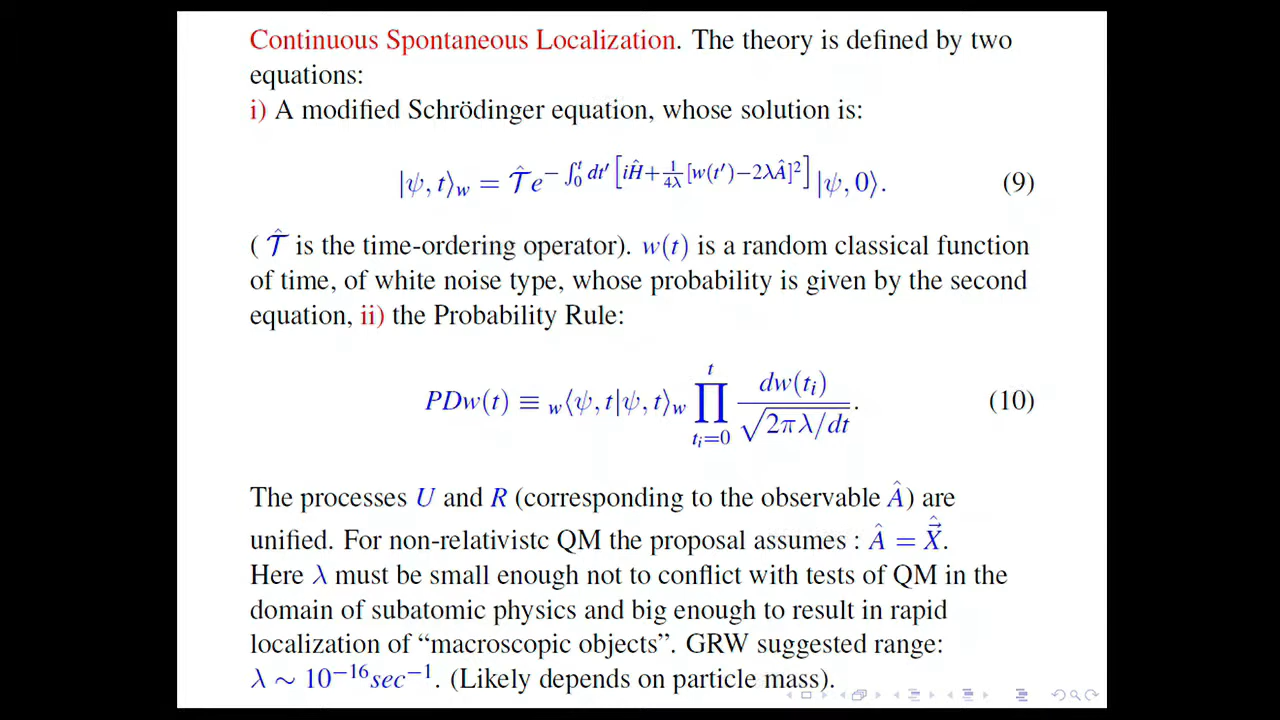 Continuous Spontaneous Localization. The theory is defined by two
equations:
i) A modified Schrödinger equation, whose solution is:
|ψ, t⟩_w = 𝒯̂ e^{−∫_0^t dt′[iĤ + \frac{1}{4λ}[w(t′)−2λÂ]^2]} |ψ, 0⟩. (9)
( 𝒯̂ is the time-ordering operator). w(t) is a random classical function
of time, of white noise type, whose probability is given by the second
equation, ii) the Probability Rule:
PDw(t) ≡ _w⟨ψ, t|ψ, t⟩_w ∏_{t_i=0}^{t} \frac{dw(t_i)}{\sqrt{2πλ/dt}}. (10)
The processes U and R (corresponding to the observable Â) are
unified. For non-relativistc QM the proposal assumes : Â = \hat{\vec{X}}.
Here λ must be small enough not to conflict with tests of QM in the
domain of subatomic physics and big enough to result in rapid
localization of “macroscopic objects”. GRW suggested range:
λ ∼ 10^{−16}sec^{−1}. (Likely depends on particle mass).